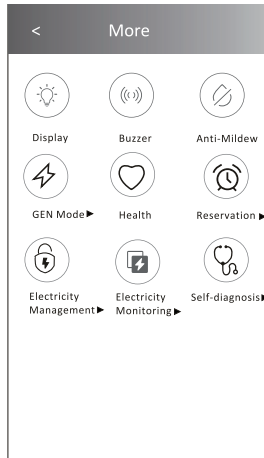 < More
Display Buzzer Anti-Mildew
GEN Mode▶ Health Reservation▶
Electricity Electricity Self-diagnosis▶
Management▶ Monitoring▶